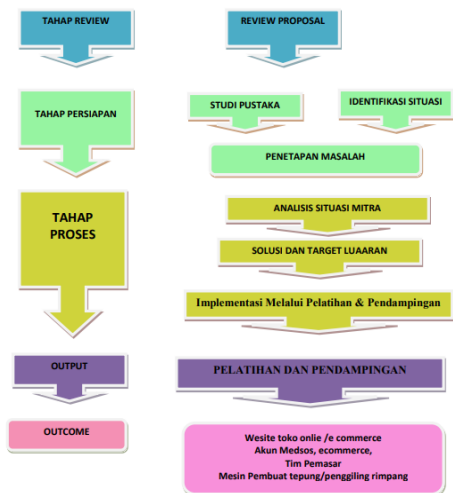 TAHAP REVIEW
REVIEW PROPOSAL
TAHAP PERSIAPAN
STUDI PUSTAKA
IDENTIFIKASI SITUASI
PENETAPAN MASALAH
TAHAP
PROSES
ANALISIS SITUASI MITRA
SOLUSI DAN TARGET LUAARAN
Implementasi Melalui Pelatihan & Pendampingan
OUTPUT
PELATIHAN DAN PENDAMPINGAN
OUTCOME
Wesite toko onlie /e commerce
Akun Medsos, ecommerce,
Tim Pemasar
Mesin Pembuat tepung/penggiling rimpang